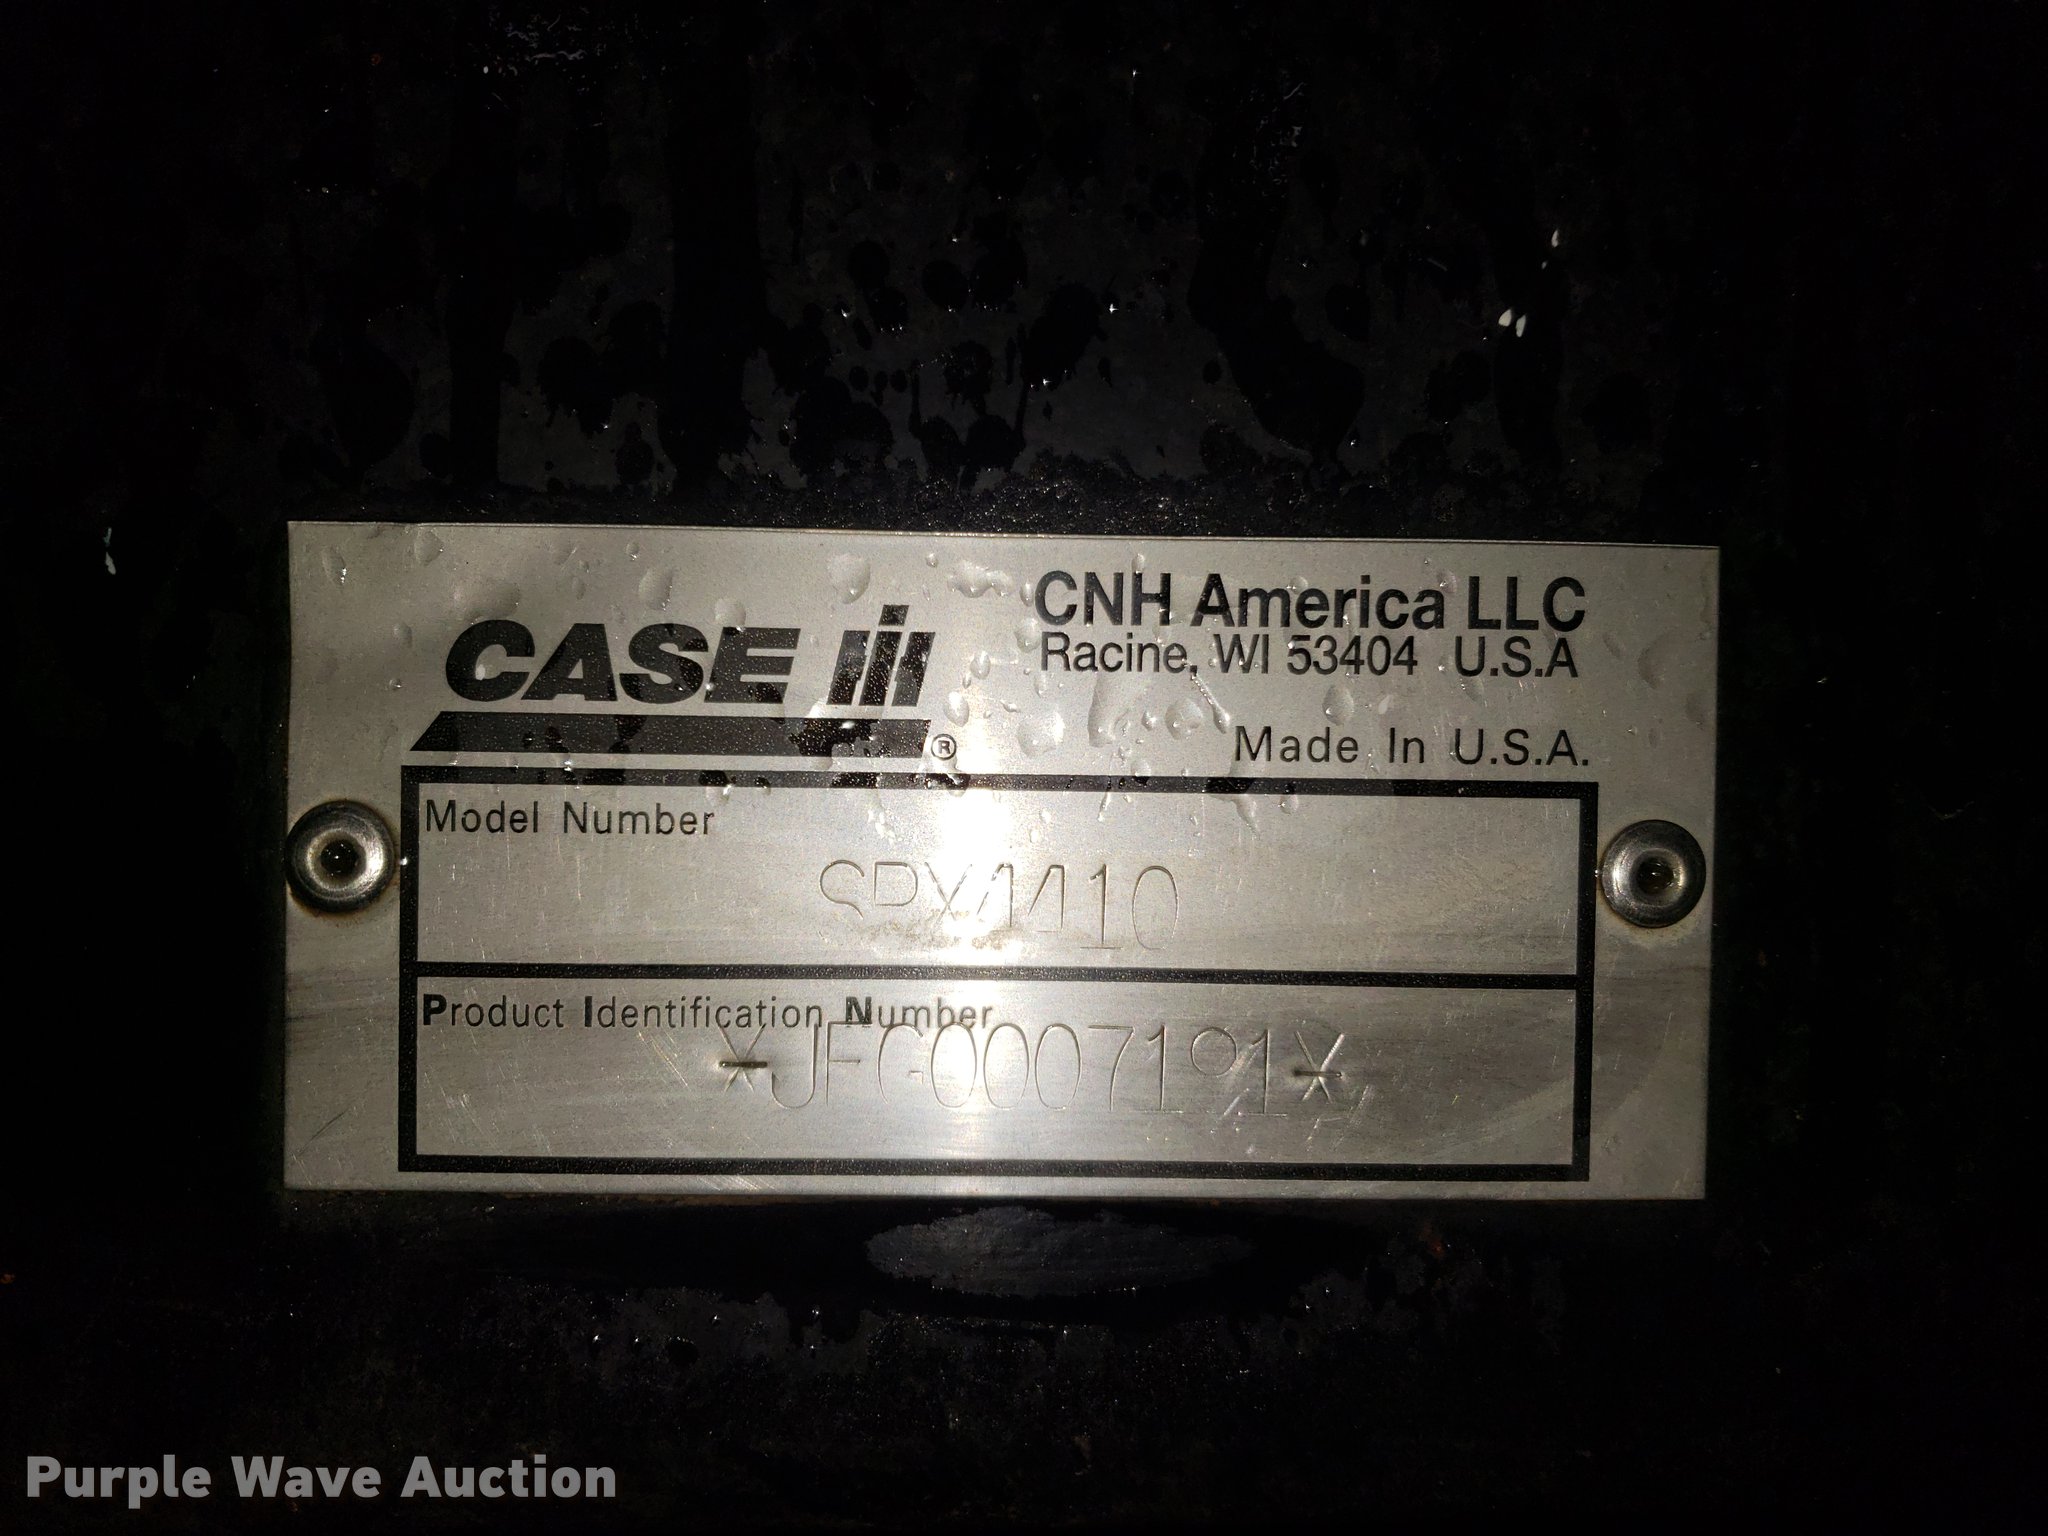 CASE IH ®
CNH America LLC
Racine, WI 53404 U.S.A
Made In U.S.A.
Model Number
SPX4410
Product Identification Number
*JFG0007191*
Purple Wave Auction